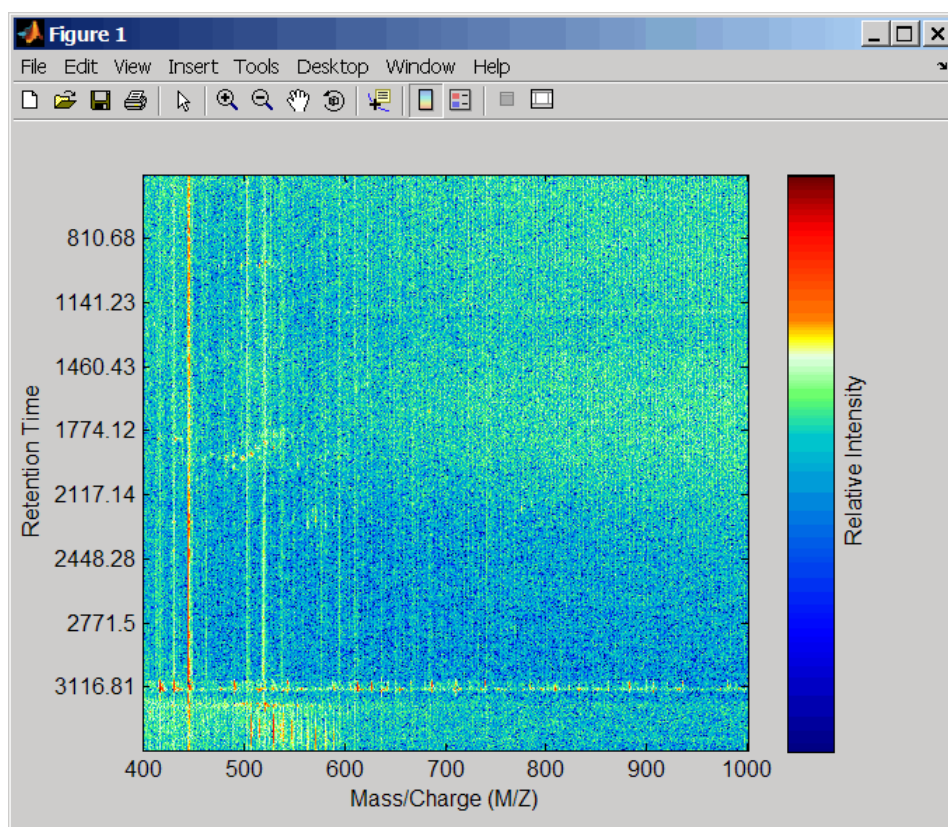 Figure 1
File Edit View Insert Tools Desktop Window Help
810.68
1141.23
1460.43
1774.12
2117.14
2448.28
2771.5
3116.81
Retention Time
400 500 600 700 800 900 1000
Mass/Charge (M/Z)
Relative Intensity